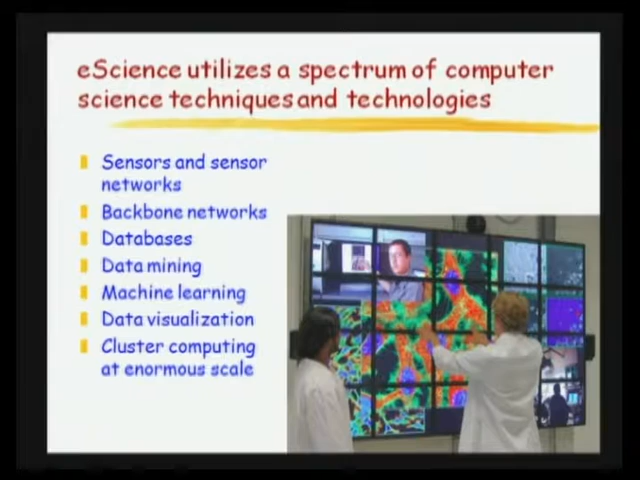 eScience utilizes a spectrum of computer
science techniques and technologies
Sensors and sensor
networks
Backbone networks
Databases
Data mining
Machine learning
Data visualization
Cluster computing
at enormous scale